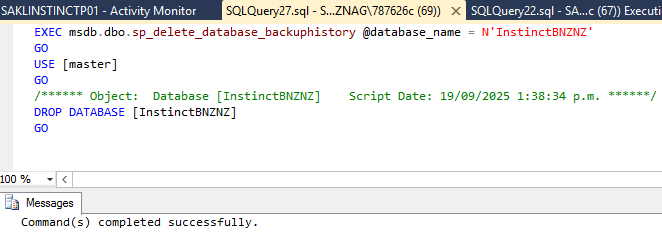 SAKLINSTINCTP01 - Activity Monitor
SQLQuery27.sql - S...ZNAG\787626c (69))
SQLQuery22.sql - SA...c (67)) Executi
EXEC msdb.dbo.sp_delete_database_backuphistory @database_name = N'InstinctBNZNZ'
GO
USE [master]
GO
/****** Object:  Database [InstinctBNZNZ]    Script Date: 19/09/2025 1:38:34 p.m. ******/
DROP DATABASE [InstinctBNZNZ]
GO
100 %
Messages
Command(s) completed successfully.